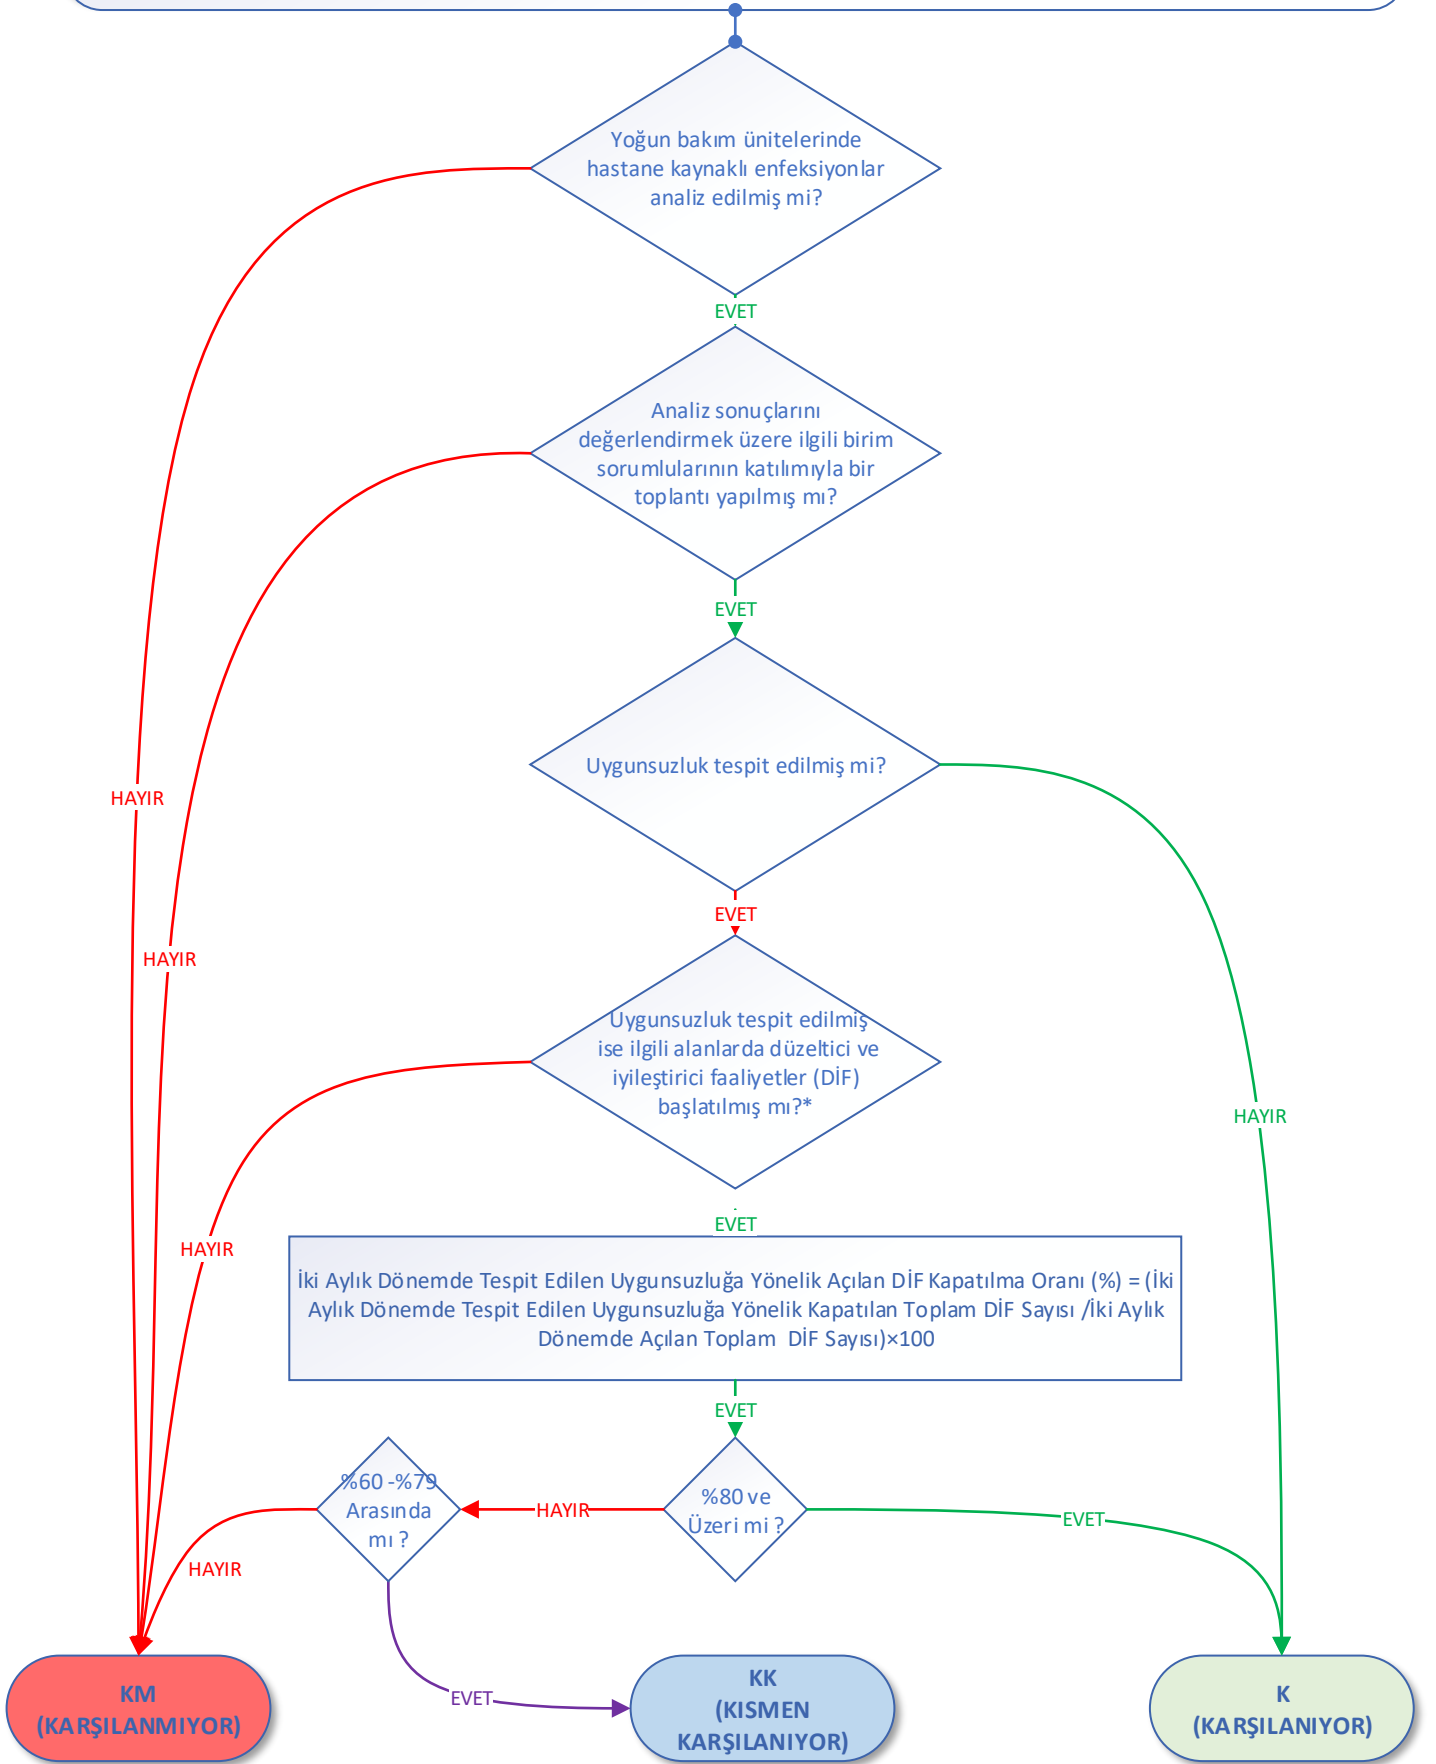 Yoğun bakım ünitelerinde
hastane kaynaklı enfeksiyonlar
analiz edilmiş mi?
EVET
Analiz sonuçlarını
değerlendirmek üzere ilgili birim
sorumlularının katılımıyla bir
toplantı yapılmış mı?
EVET
Uygunsuzluk tespit edilmiş mi?
HAYIR
EVET
HAYIR
Uygunsuzluk tespit edilmiş
ise ilgili alanlarda düzeltici ve
iyileştirici faaliyetler (DİF)
başlatılmış mı?*
HAYIR
EVET
HAYIR
İki Aylık Dönemde Tespit Edilen Uygunsuzluğa Yönelik Açılan DİF Kapatılma Oranı (%) = (İki
Aylık Dönemde Tespit Edilen Uygunsuzluğa Yönelik Kapatılan Toplam DİF Sayısı /İki Aylık
Dönemde Açılan Toplam DİF Sayısı)×100
EVET
%60 -%79
Arasında
mı ?
HAYIR
%80 ve
Üzeri mi ?
EVET
HAYIR
EVET
KM
(KARŞILANMIYOR)
KK
(KISMEN
KARŞILANIYOR)
K
(KARŞILANIYOR)